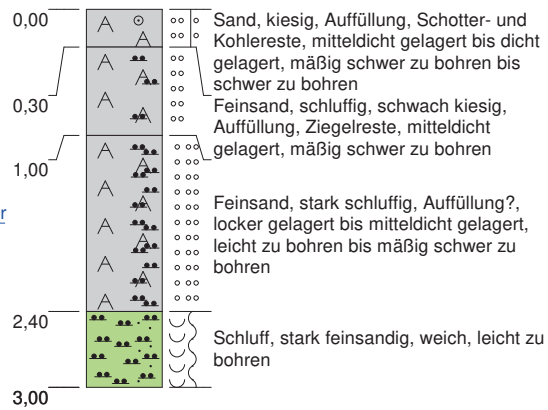 0,00
Sand, kiesig, Auffüllung, Schotter- und
Kohlereste, mitteldicht gelagert bis dicht
gelagert, mäßig schwer zu bohren bis
schwer zu bohren
0,30
Feinsand, schluffig, schwach kiesig,
Auffüllung, Ziegelreste, mitteldicht
gelagert, mäßig schwer zu bohren
1,00
r
Feinsand, stark schluffig, Auffüllung?,
locker gelagert bis mitteldicht gelagert,
leicht zu bohren bis mäßig schwer zu
bohren
2,40
Schluff, stark feinsandig, weich, leicht zu
bohren
3,00
A
A
A
A
A
A
A
A
A
A
A
A
A
A